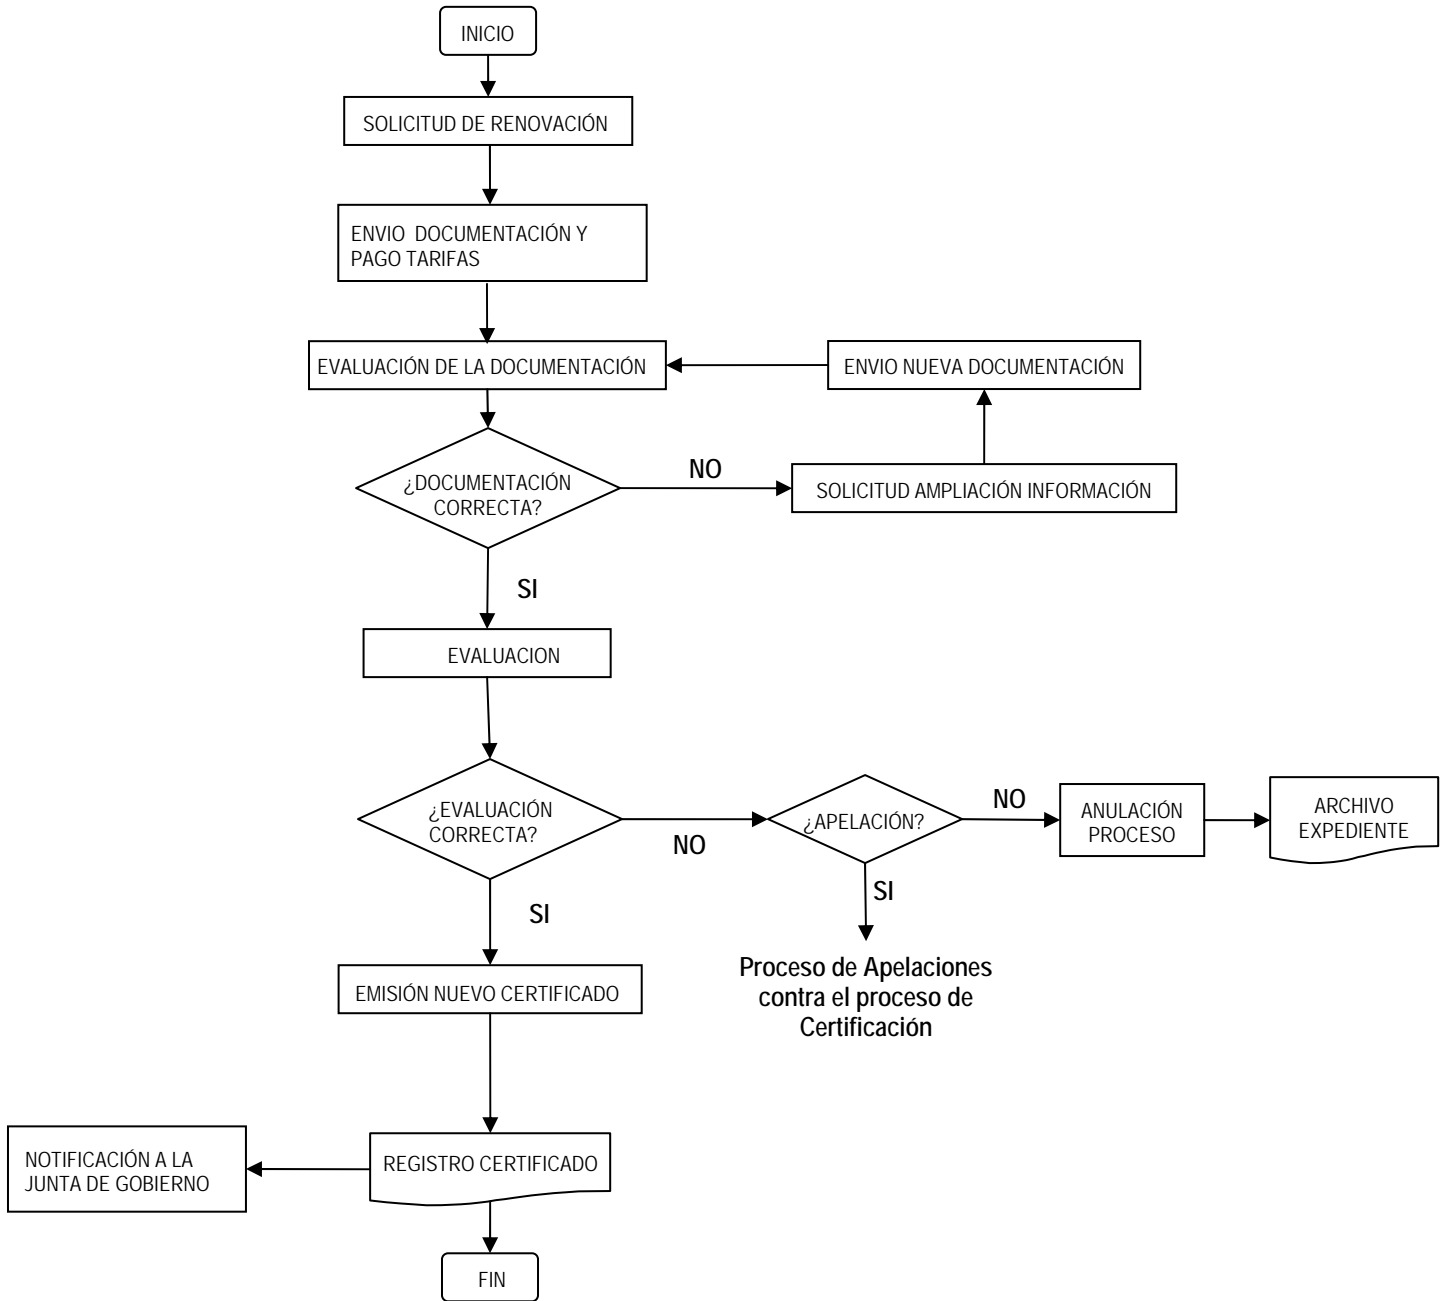 INICIO
SOLICITUD DE RENOVACIÓN
ENVIO DOCUMENTACIÓN Y
PAGO TARIFAS
EVALUACIÓN DE LA DOCUMENTACIÓN
ENVIO NUEVA DOCUMENTACIÓN
¿DOCUMENTACIÓN
CORRECTA?
NO
SOLICITUD AMPLIACIÓN INFORMACIÓN
SI
EVALUACION
¿EVALUACIÓN
CORRECTA?
NO
¿APELACIÓN?
NO
ANULACIÓN
PROCESO
ARCHIVO
EXPEDIENTE
SI
SI
Proceso de Apelaciones
contra el proceso de
Certificación
EMISIÓN NUEVO CERTIFICADO
REGISTRO CERTIFICADO
NOTIFICACIÓN A LA
JUNTA DE GOBIERNO
FIN